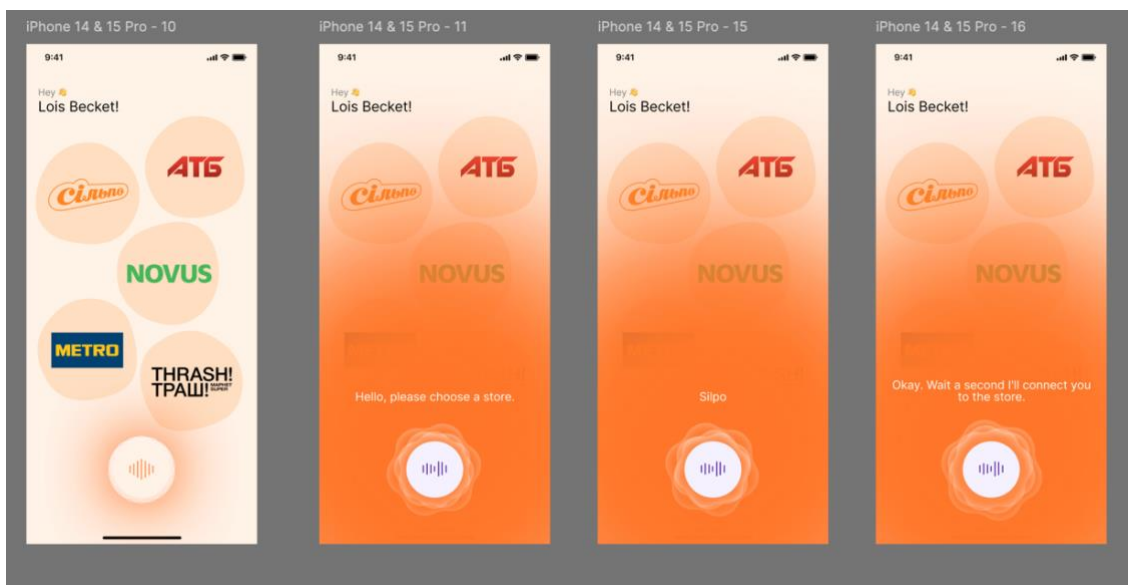 iPhone 14 & 15 Pro - 10
9:41
Hey 👋
Lois Becket!
АТБ
Сільпо
NOVUS
METRO
THRASH!
ТРАШ! МАРКЕТ
SUPER
iPhone 14 & 15 Pro - 11
9:41
Hey 👋
Lois Becket!
АТБ
Сільпо
NOVUS
Hello, please choose a store.
iPhone 14 & 15 Pro - 15
9:41
Hey 👋
Lois Becket!
АТБ
Сільпо
NOVUS
Silpo
iPhone 14 & 15 Pro - 16
9:41
Hey 👋
Lois Becket!
АТБ
Сільпо
NOVUS
Okay. Wait a second I'll connect you
to the store.